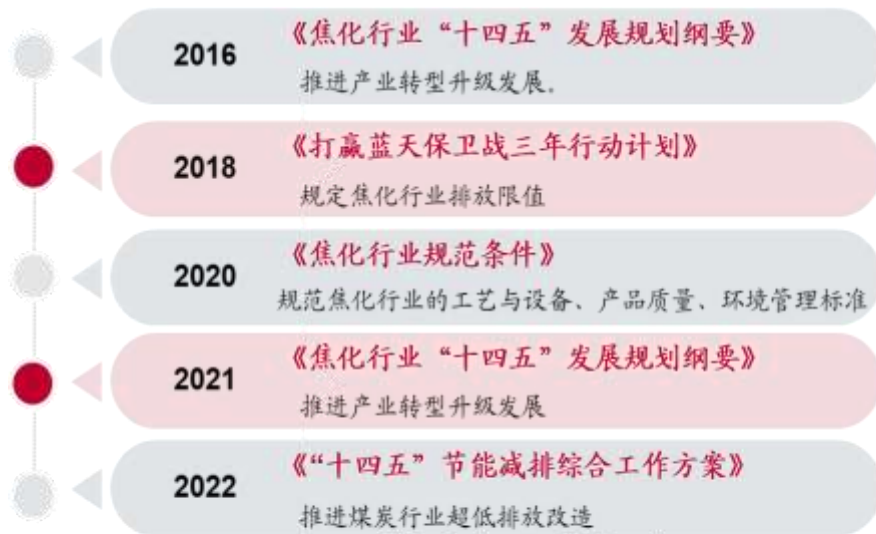 2016
《焦化行业“十四五”发展规划纲要》
推进产业转型升级发展。
2018
《打赢蓝天保卫战三年行动计划》
规定焦化行业排放限值
2020
《焦化行业规范条件》
规范焦化行业的工艺与设备、产品质量、环境管理标准
2021
《焦化行业“十四五”发展规划纲要》
推进产业转型升级发展
2022
《“十四五”节能减排综合工作方案》
推进煤炭行业超低排放改造